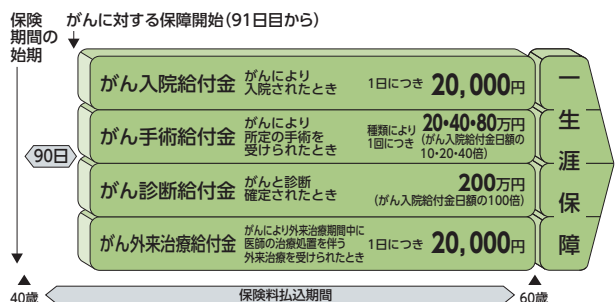 保険期間の始期
がんに対する保障開始(91日目から)
90日
がん入院給付金
がんにより
入院されたとき
1日につき 20,000円
がん手術給付金
がんにより
所定の手術を
受けられたとき
種類により
1回につき
20・40・80万円
(がん入院給付金日額の
10・20・40倍)
がん診断給付金
がんと診断
確定されたとき
200万円
(がん入院給付金日額の100倍)
がん外来治療給付金
がんにより外来治療期間中に
医師の治療処置を伴う
外来治療を受けられたとき
1日につき 20,000円
一生涯保障
40歳
保険料払込期間
60歳